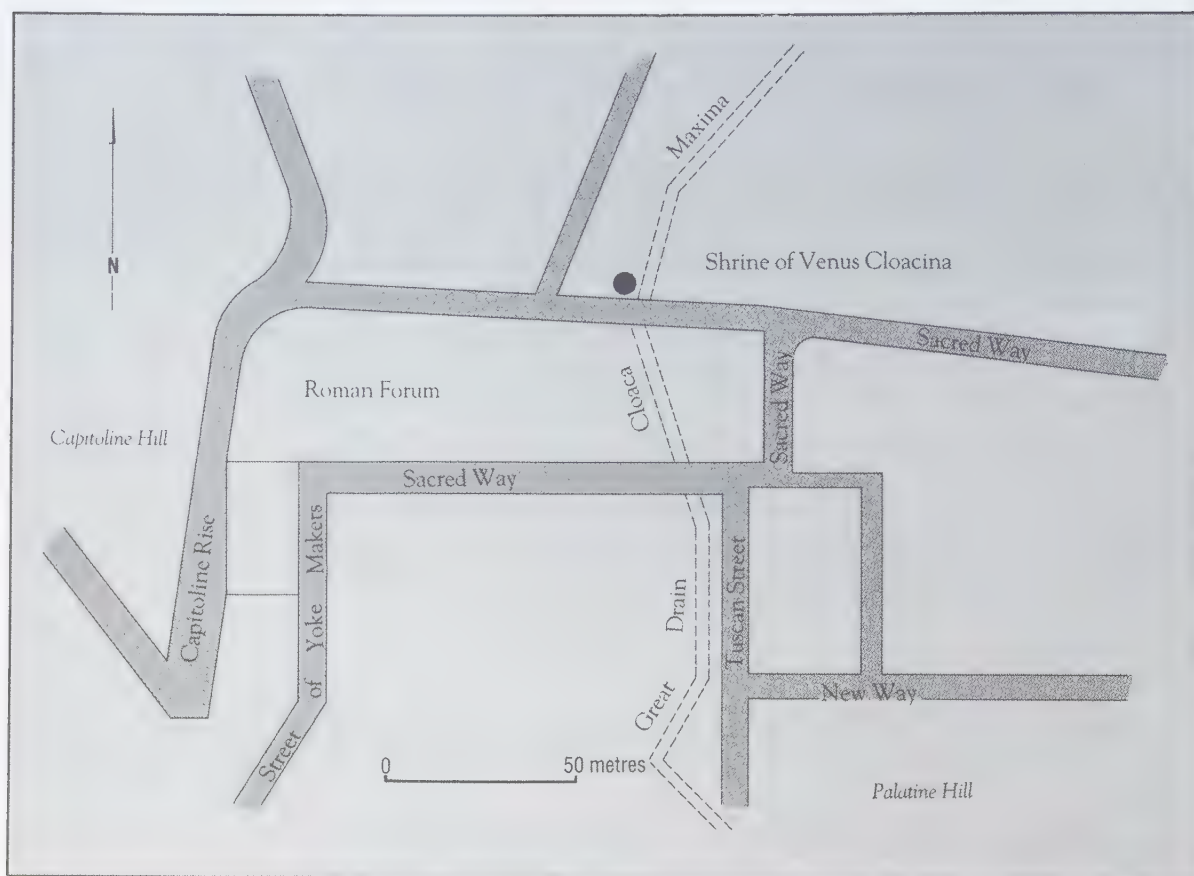 Maxima
N
Shrine of Venus Cloacina
Sacred Way
Sacred Way
Cloaca
Roman Forum
Capitoline Hill
Sacred Way
Street of Yoke Makers
Capitoline Rise
Drain
Tuscan Street
Great
New Way
0 50 metres
Palatine Hill